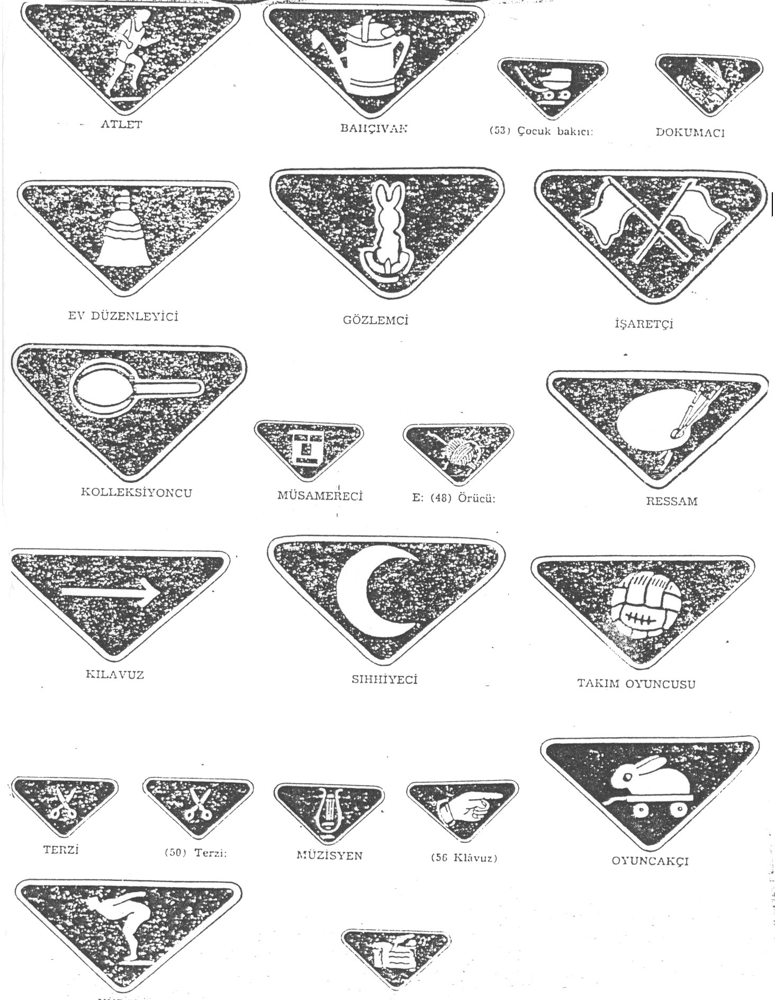 ATLET
BAHÇIVAN
(53) Çocuk bakıcı:
DOKUMACI
EV DÜZENLEYİCİ
GÖZLEMCİ
İŞARETÇİ
KOLLEKSİYONCU
MÜSAMERECİ
E: (48) Örücü:
RESSAM
KILAVUZ
SIHHİYECİ
TAKIM OYUNCUSU
TERZİ
(50) Terzi:
MÜZİSYEN
(56 Klâvuz)
OYUNCAKÇI